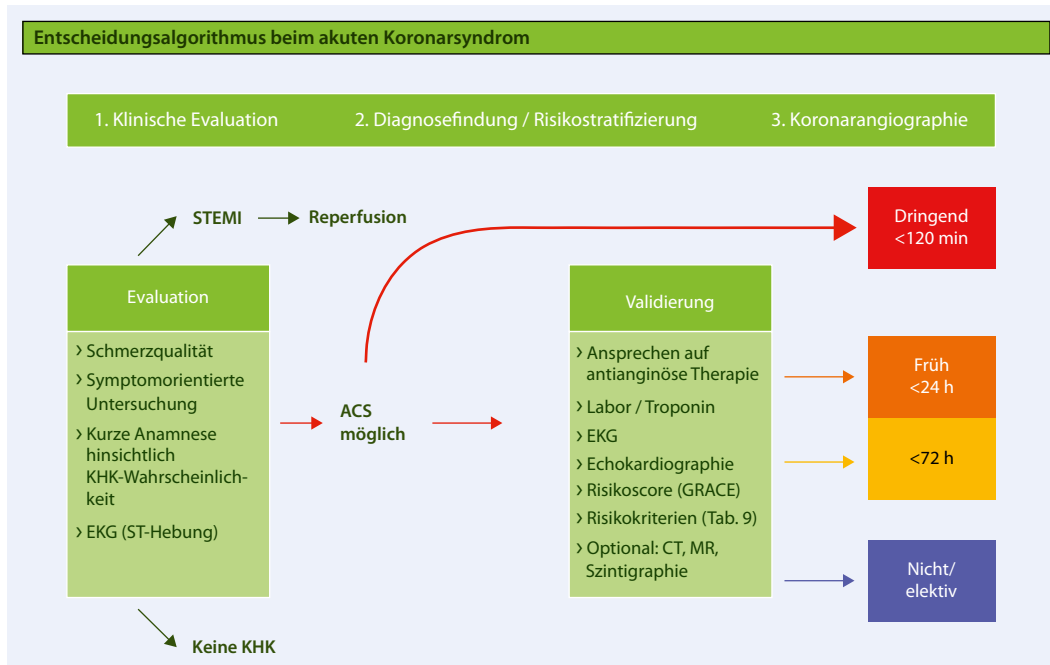 Entscheidungsalgorithmus beim akuten Koronarsyndrom
1. Klinische Evaluation
2. Diagnosefindung / Risikostratifizierung
3. Koronarangiographie
STEMI
Reperfusion
Dringend
<120 min
Evaluation
› Schmerzqualität
› Symptomorientierte
Untersuchung
› Kurze Anamnese
hinsichtlich
KHK-Wahrscheinlich-
keit
› EKG (ST-Hebung)
ACS
möglich
Validierung
› Ansprechen auf
antianginöse Therapie
› Labor / Troponin
› EKG
› Echokardiographie
› Risikoscore (GRACE)
› Risikokriterien (Tab. 9)
› Optional: CT, MR,
Szintigraphie
Früh
<24 h
<72 h
Nicht/
elektiv
Keine KHK